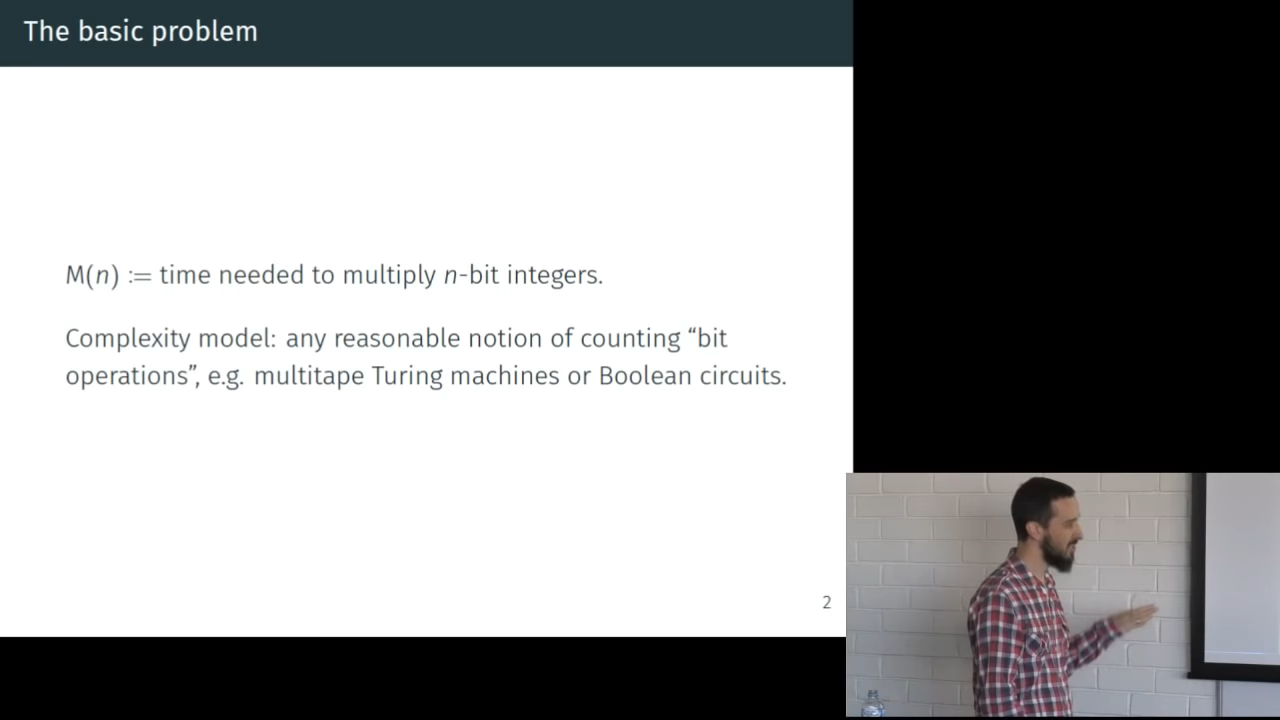 The basic problem
M(n) := time needed to multiply n-bit integers.
Complexity model: any reasonable notion of counting “bit
operations”, e.g. multitape Turing machines or Boolean circuits.
2